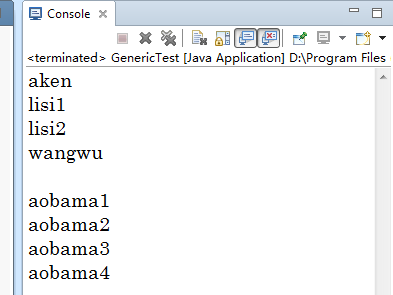 Console
<terminated> GenericTest [Java Application] D:\Program Files
aken
lisi1
lisi2
wangwu
aobama1
aobama2
aobama3
aobama4